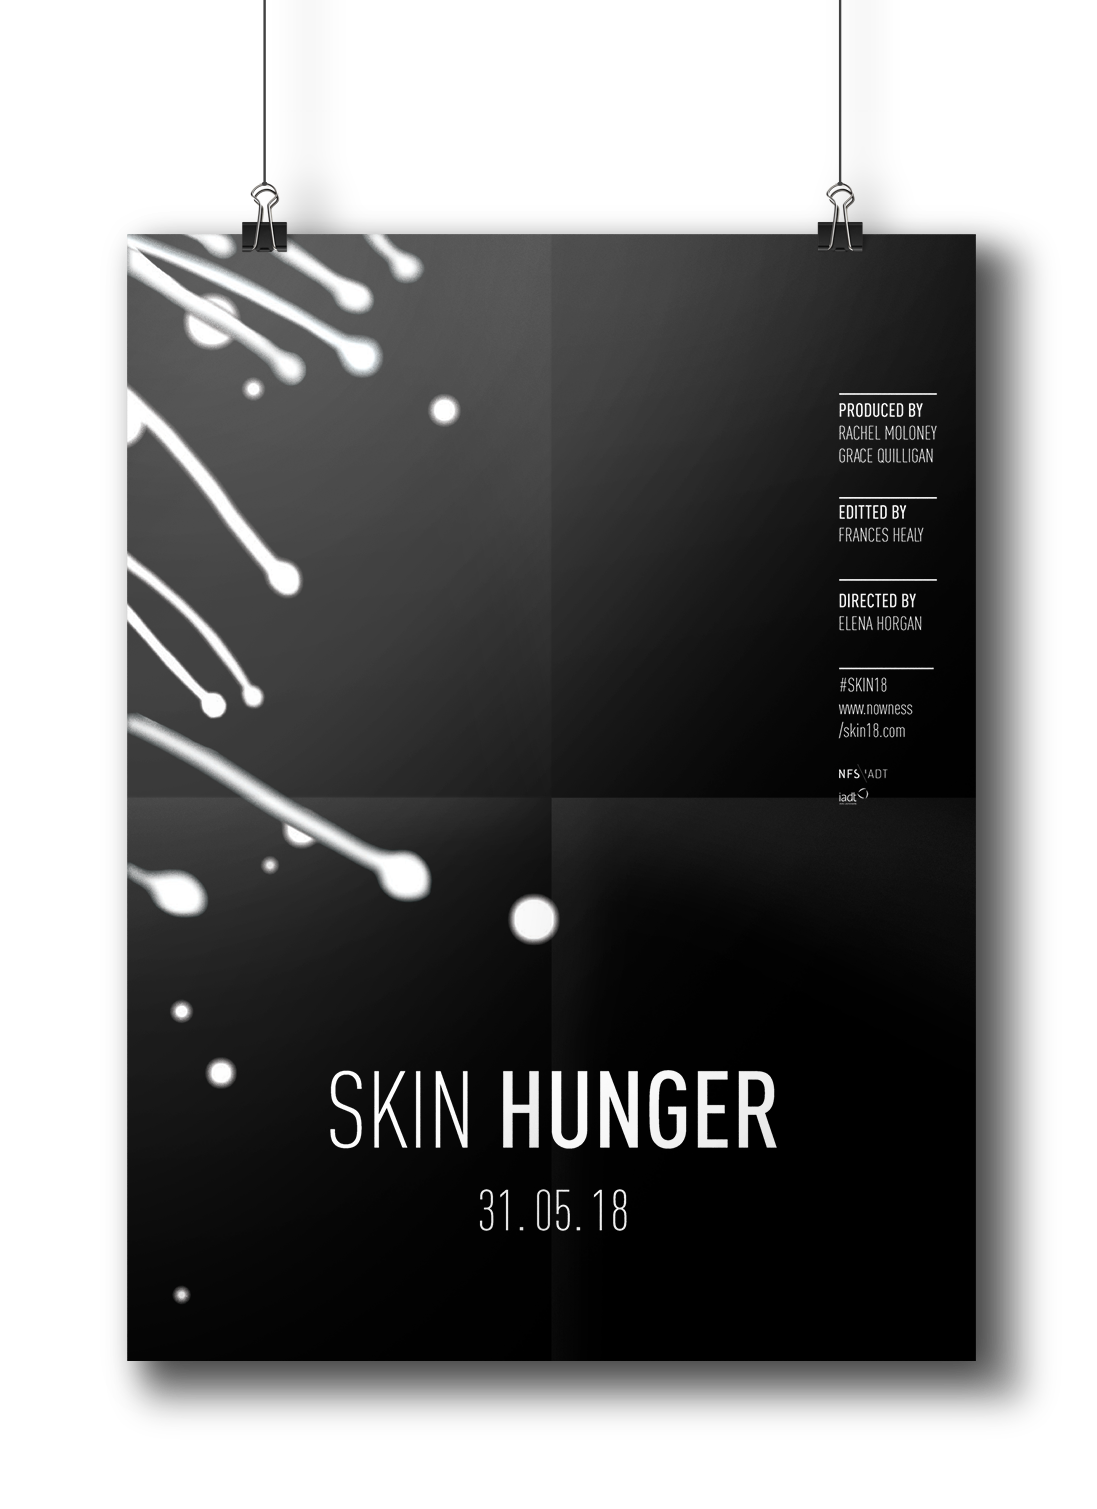 PRODUCED BY
RACHEL MOLONEY
GRACE QUILLIGAN
EDITTED BY
FRANCES HEALY
DIRECTED BY
ELENA HORGAN
#SKIN18
www.nowness
/skin18.com
NFS\IADT
iadt
SKIN HUNGER
31.05.18